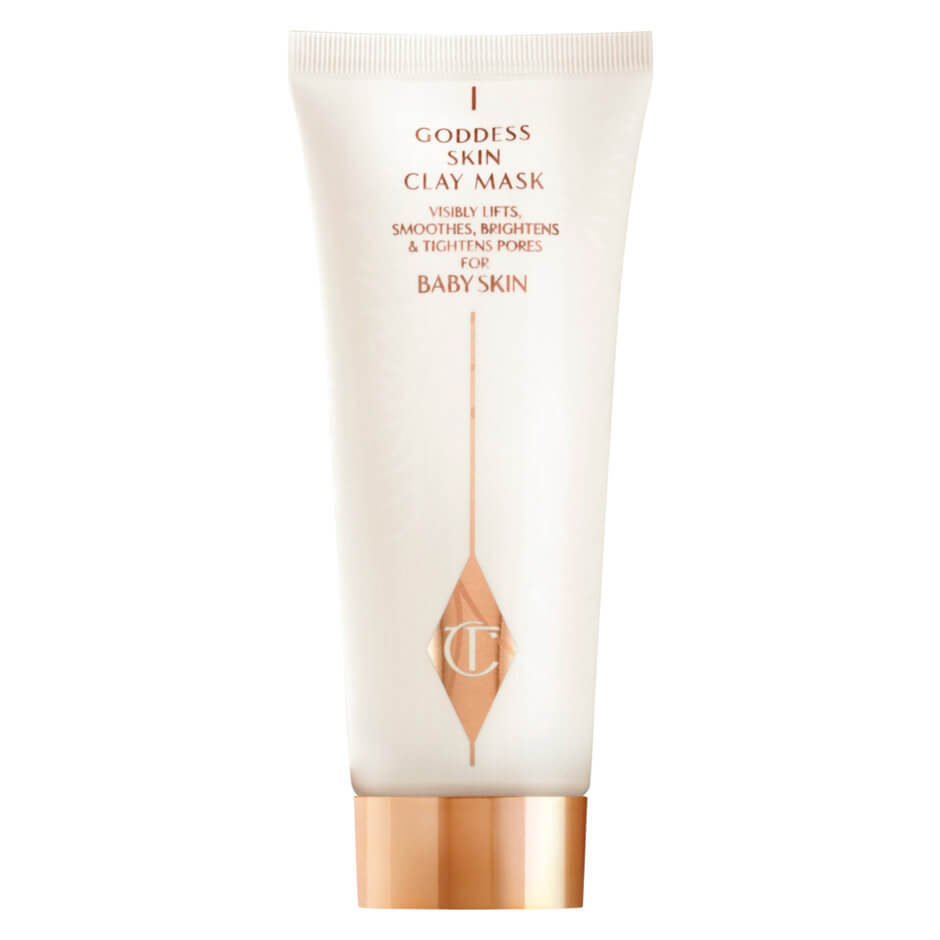 GODDESS
SKIN
CLAY MASK
VISIBLY LIFTS,
SMOOTHES, BRIGHTENS
& TIGHTENS PORES
FOR
BABY SKIN
CT